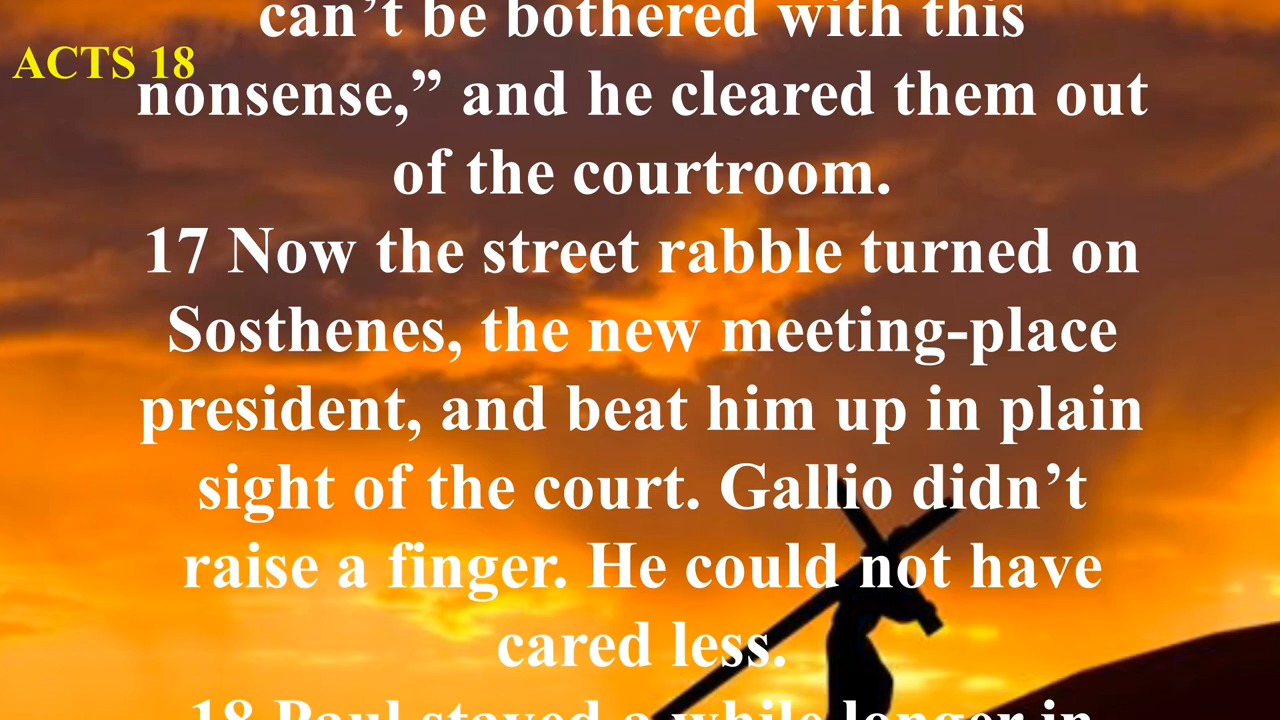 can’t be bothered with this
ACTS 18
nonsense,” and he cleared them out
of the courtroom.
17 Now the street rabble turned on
Sosthenes, the new meeting-place
president, and beat him up in plain
sight of the court. Gallio didn’t
raise a finger. He could not have
cared less.
18 Paul stayed a while longer in